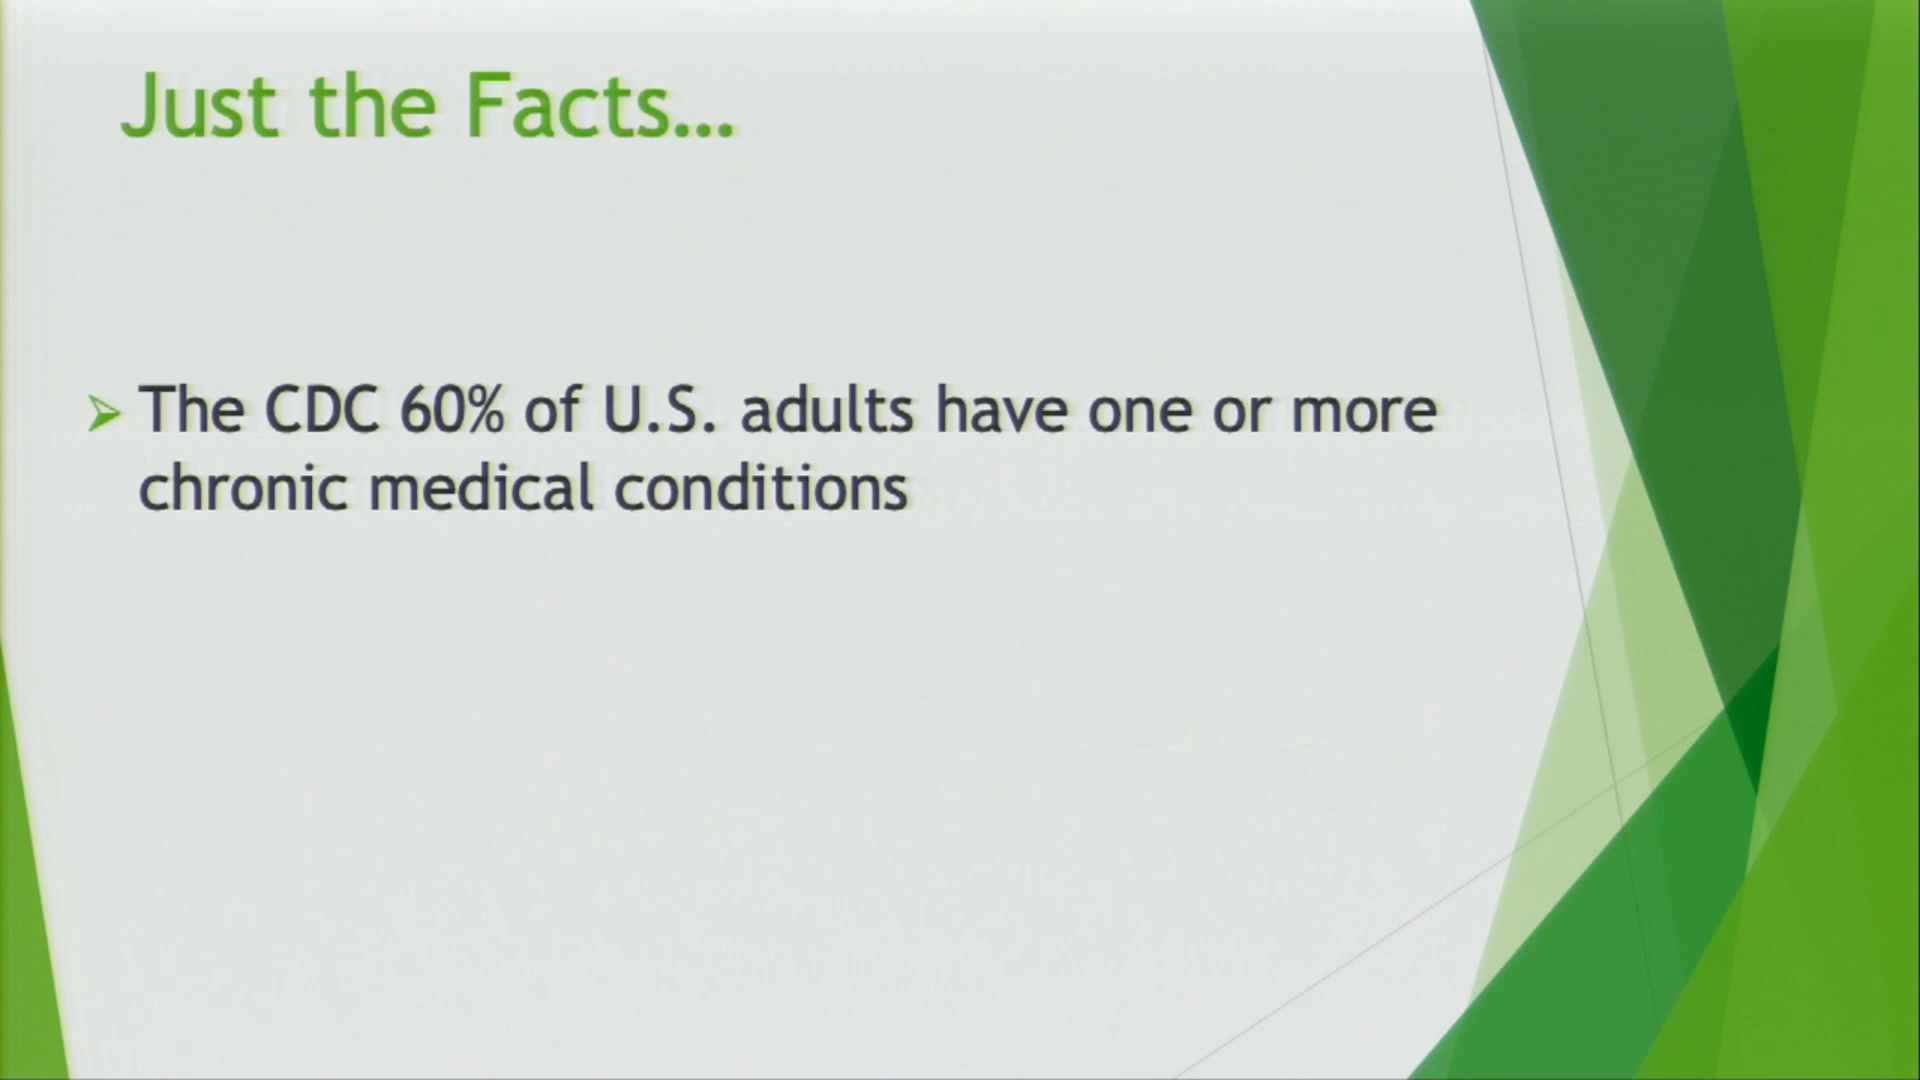 Just the Facts...
The CDC 60% of U.S. adults have one or more
chronic medical conditions